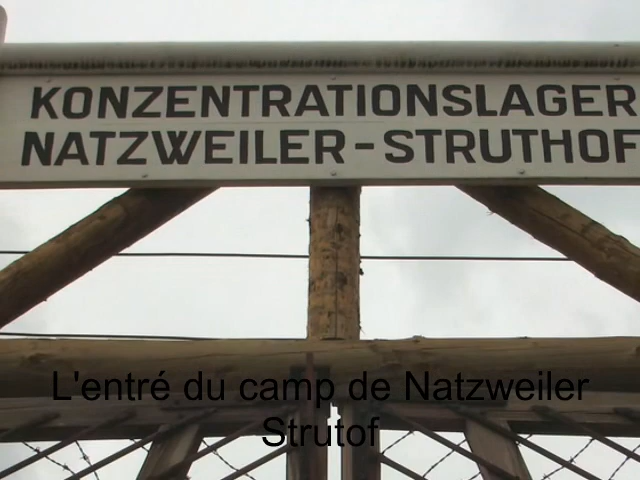 KONZENTRATIONSLAGER
NATZWEILER-STRUTHOF
L'entré du camp de Natzweiler
Strutof